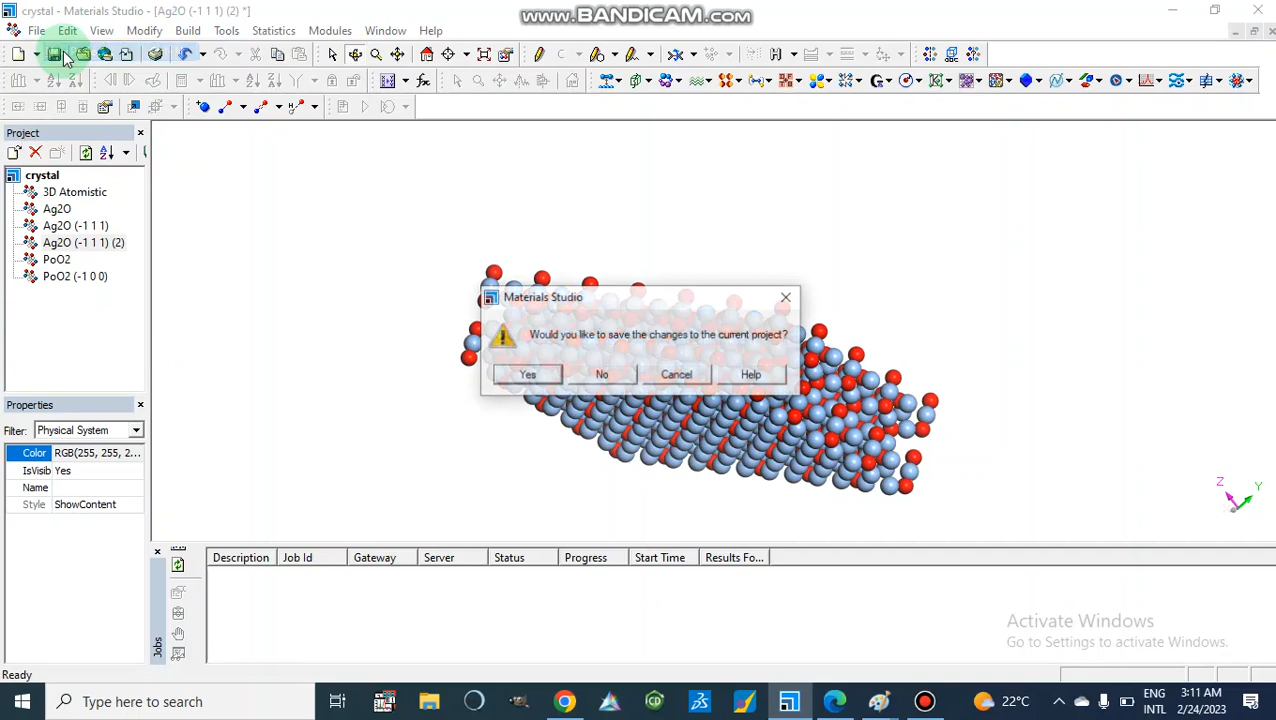 crystal - Materials Studio - [Ag2O (-1 1 1) (2) *]
www.BANDICAM.com
File Edit View Modify Build Tools Statistics Modules Window Help
Project
crystal
3D Atomistic
Ag2O
Ag2O (-1 1 1)
Ag2O (-1 1 1) (2)
PoO2
PoO2 (-1 0 0)
Materials Studio
Would you like to save the changes to the current project?
Yes No Cancel Help
Properties
Filter: Physical System
Color RGB(255, 255, 2...
IsVisib Yes
Name
Style ShowContent
Z Y
Description Job Id Gateway Server Status Progress Start Time Results Fo...
Jobs
Activate Windows
Go to Settings to activate Windows.
Ready
Type here to search
22°C
ENG
INTL
3:11 AM
2/24/2023